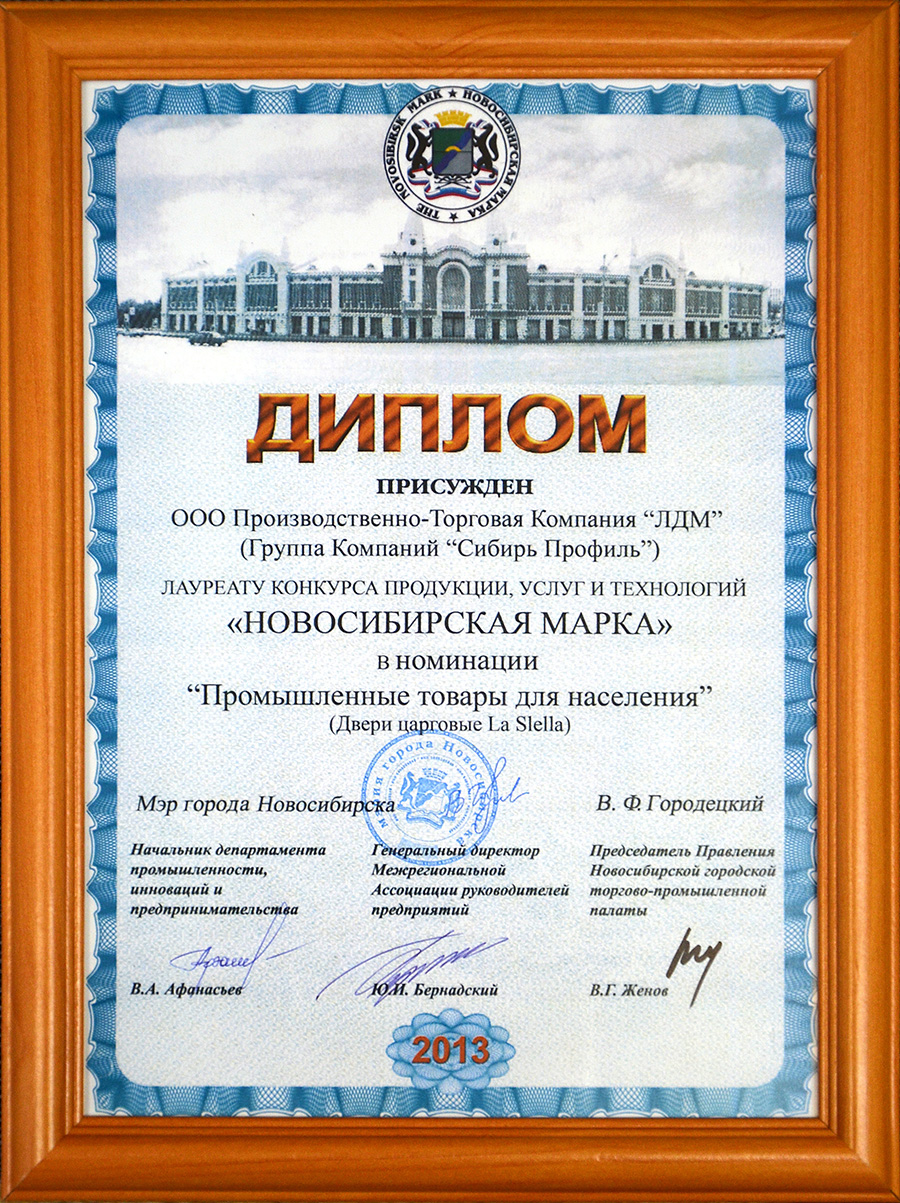 THE NOVOSIBIRSK MARK ★ НОВОСИБИРСКАЯ МАРКА ★
ДИПЛОМ
ПРИСУЖДЕН
ООО Производственно-Торговая Компания “ЛДМ”
(Группа Компаний “Сибирь Профиль”)
ЛАУРЕАТУ КОНКУРСА ПРОДУКЦИИ, УСЛУГ И ТЕХНОЛОГИЙ
«НОВОСИБИРСКАЯ МАРКА»
в номинации
“Промышленные товары для населения”
(Двери царговые La Slella)
мэрия города Новосибирска
Мэр города Новосибирска
В. Ф. Городецкий
Начальник департамента
промышленности,
инноваций и
предпринимательства
В.А. Афанасьев
Генеральный директор
Межрегиональной
Ассоциации руководителей
предприятий
Ю.И. Бернадский
Председатель Правления
Новосибирской городской
торгово-промышленной
палаты
В.Г. Женов
2013